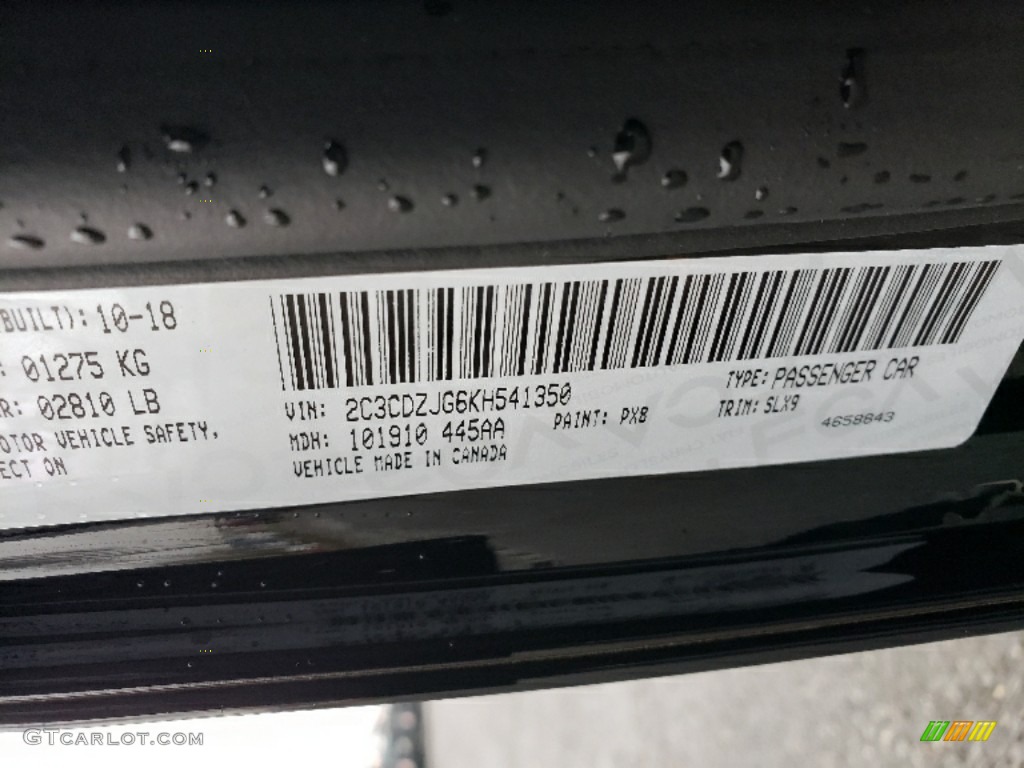 BUILT): 10-18
: 01275 KG
R: 02810 LB
OTOR VEHICLE SAFETY,
ECT ON
VIN: 2C3CDZJG6KH541350
TYPE: PASSENGER CAR
MDH: 101910 445AA
PAINT: PX8
TRIM: SLX9
4658643
VEHICLE MADE IN CANADA
GTCARLOT.COM